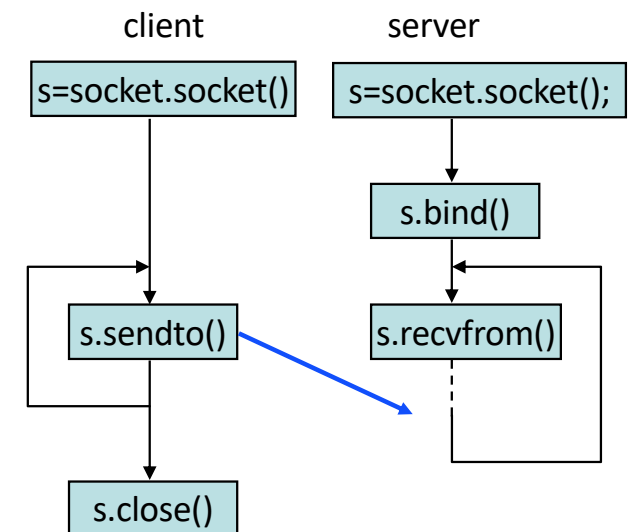 client
server
s=socket.socket()
s=socket.socket();
s.bind()
s.sendto()
s.recvfrom()
s.close()